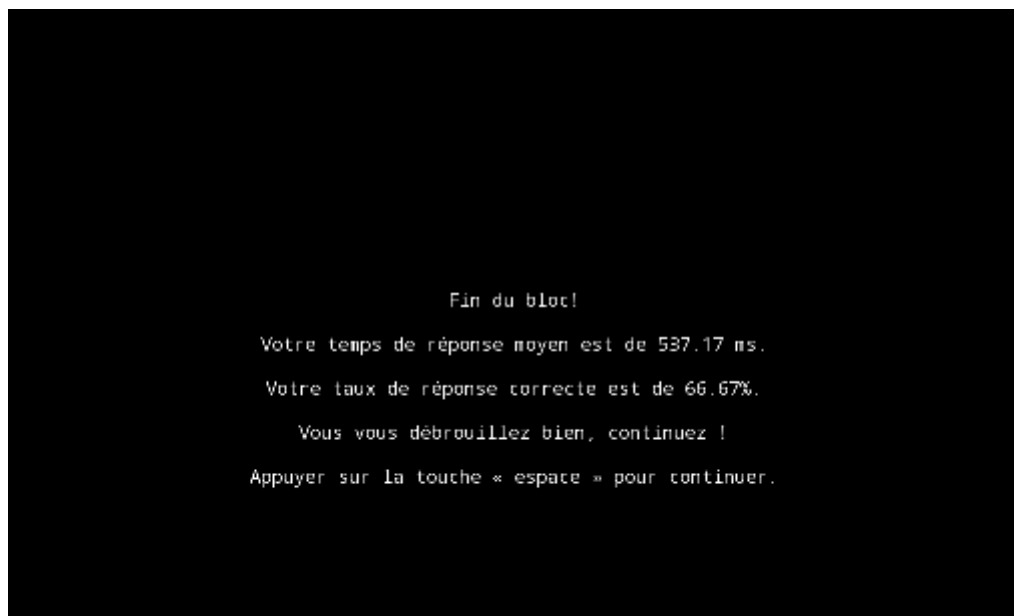 Fin du bloc!
Votre temps de réponse moyen est de 537.17 ms.
Votre taux de réponse correcte est de 66.67%.
Vous vous débrouillez bien, continuez !
Appuyer sur la touche « espace » pour continuer.